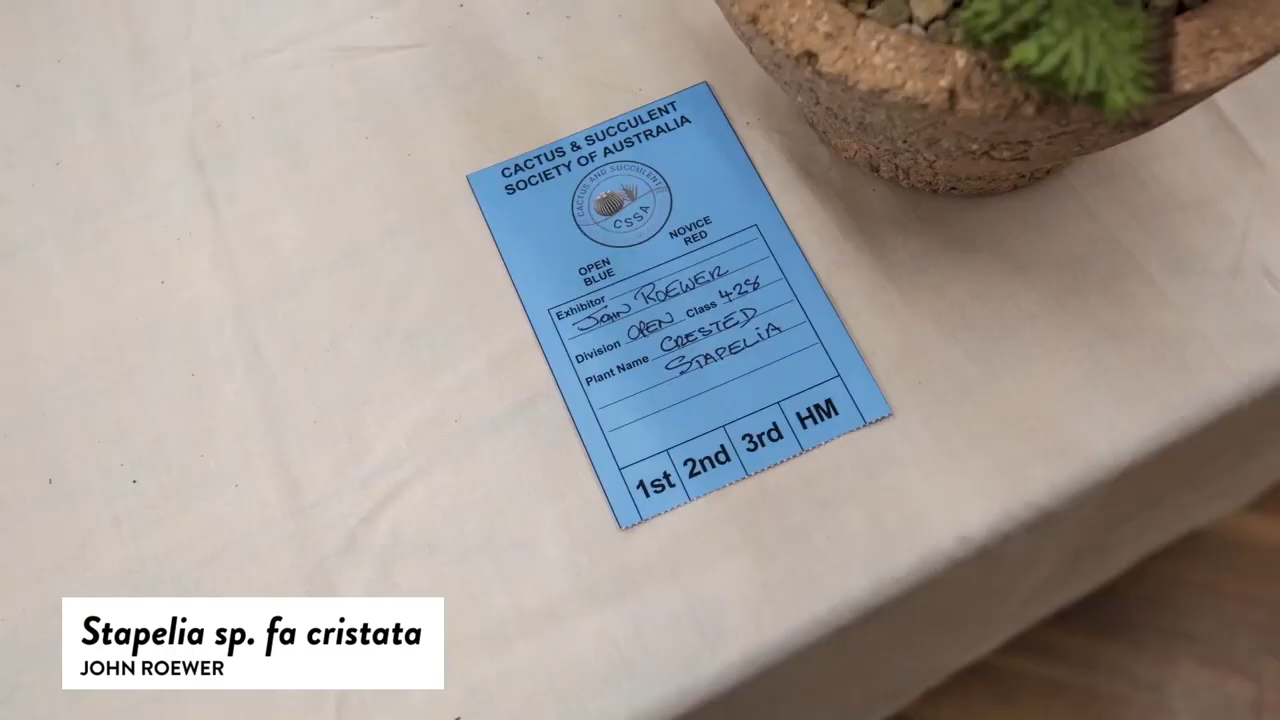 CACTUS & SUCCULENT
SOCIETY OF AUSTRALIA
CACTUS AND SUCCULENT
CSSA
OPEN
BLUE
NOVICE
RED
Exhibitor JOHN ROEWER
Division OPEN Class 428
Plant Name CRESTED
STAPELIA
1st 2nd 3rd HM
Stapelia sp. fa cristata
JOHN ROEWER